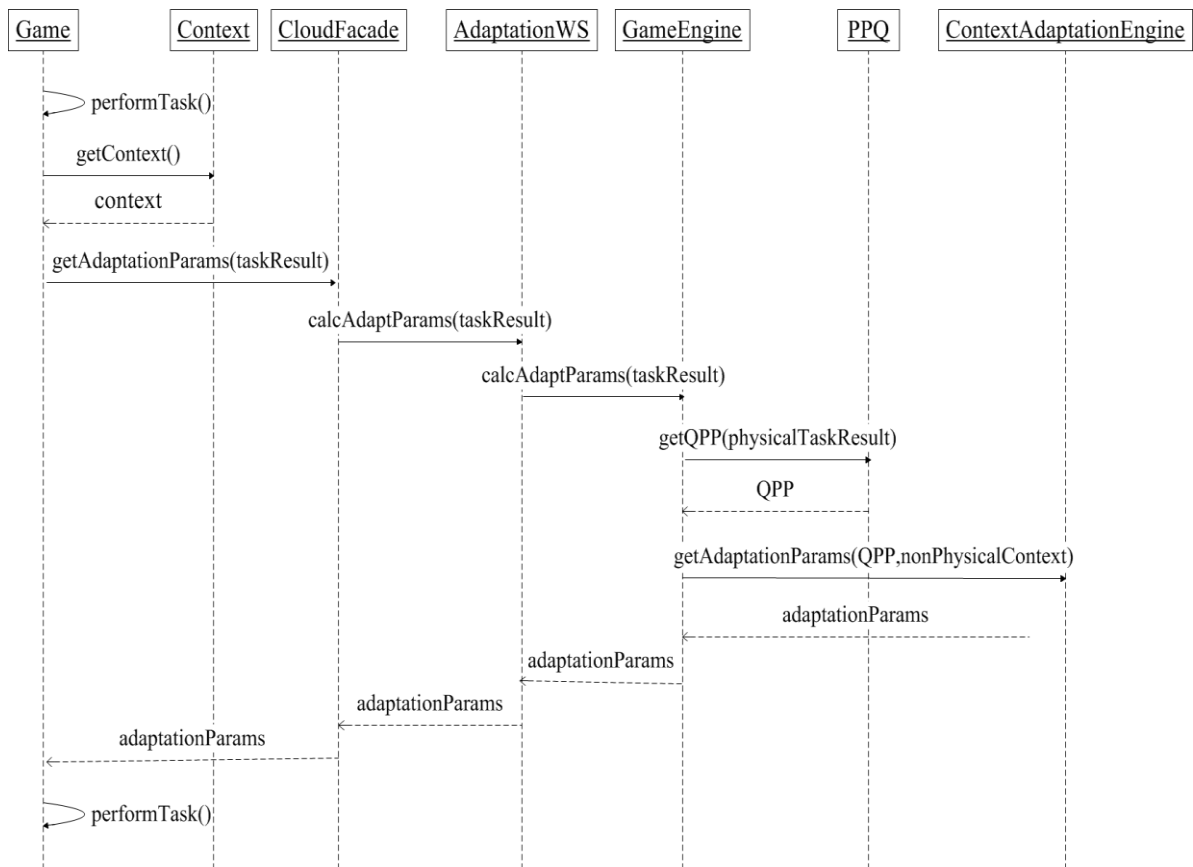 Game
Context
CloudFacade
AdaptationWS
GameEngine
PPQ
ContextAdaptationEngine
performTask()
getContext()
context
getAdaptationParams(taskResult)
calcAdaptParams(taskResult)
calcAdaptParams(taskResult)
getQPP(physicalTaskResult)
QPP
getAdaptationParams(QPP,nonPhysicalContext)
adaptationParams
adaptationParams
adaptationParams
adaptationParams
performTask()